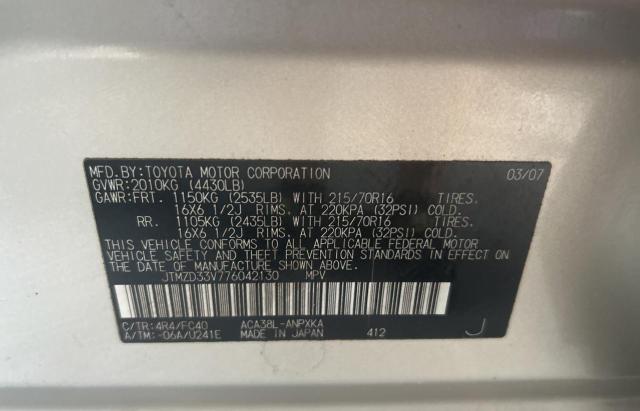 MFD.BY:TOYOTA MOTOR CORPORATION 03/07
GVWR:2010KG (4430LB)
GAWR:FRT. 1150KG (2535LB) WITH 215/70R16 TIRES.
16X6 1/2J RIMS. AT 220KPA (32PSI) COLD.
RR. 1105KG (2435LB) WITH 215/70R16 TIRES.
16X6 1/2J RIMS. AT 220KPA (32PSI) COLD.
THIS VEHICLE CONFORMS TO ALL APPLICABLE FEDERAL MOTOR
VEHICLE SAFETY AND THEFT PREVENTION STANDARDS IN EFFECT ON
THE DATE OF MANUFACTURE SHOWN ABOVE.
JTMZD33V776042130 MPV
C/TR:4R4/FC40 ACA38L-ANPXKA J
A/TM:-06A/U241E MADE IN JAPAN 412